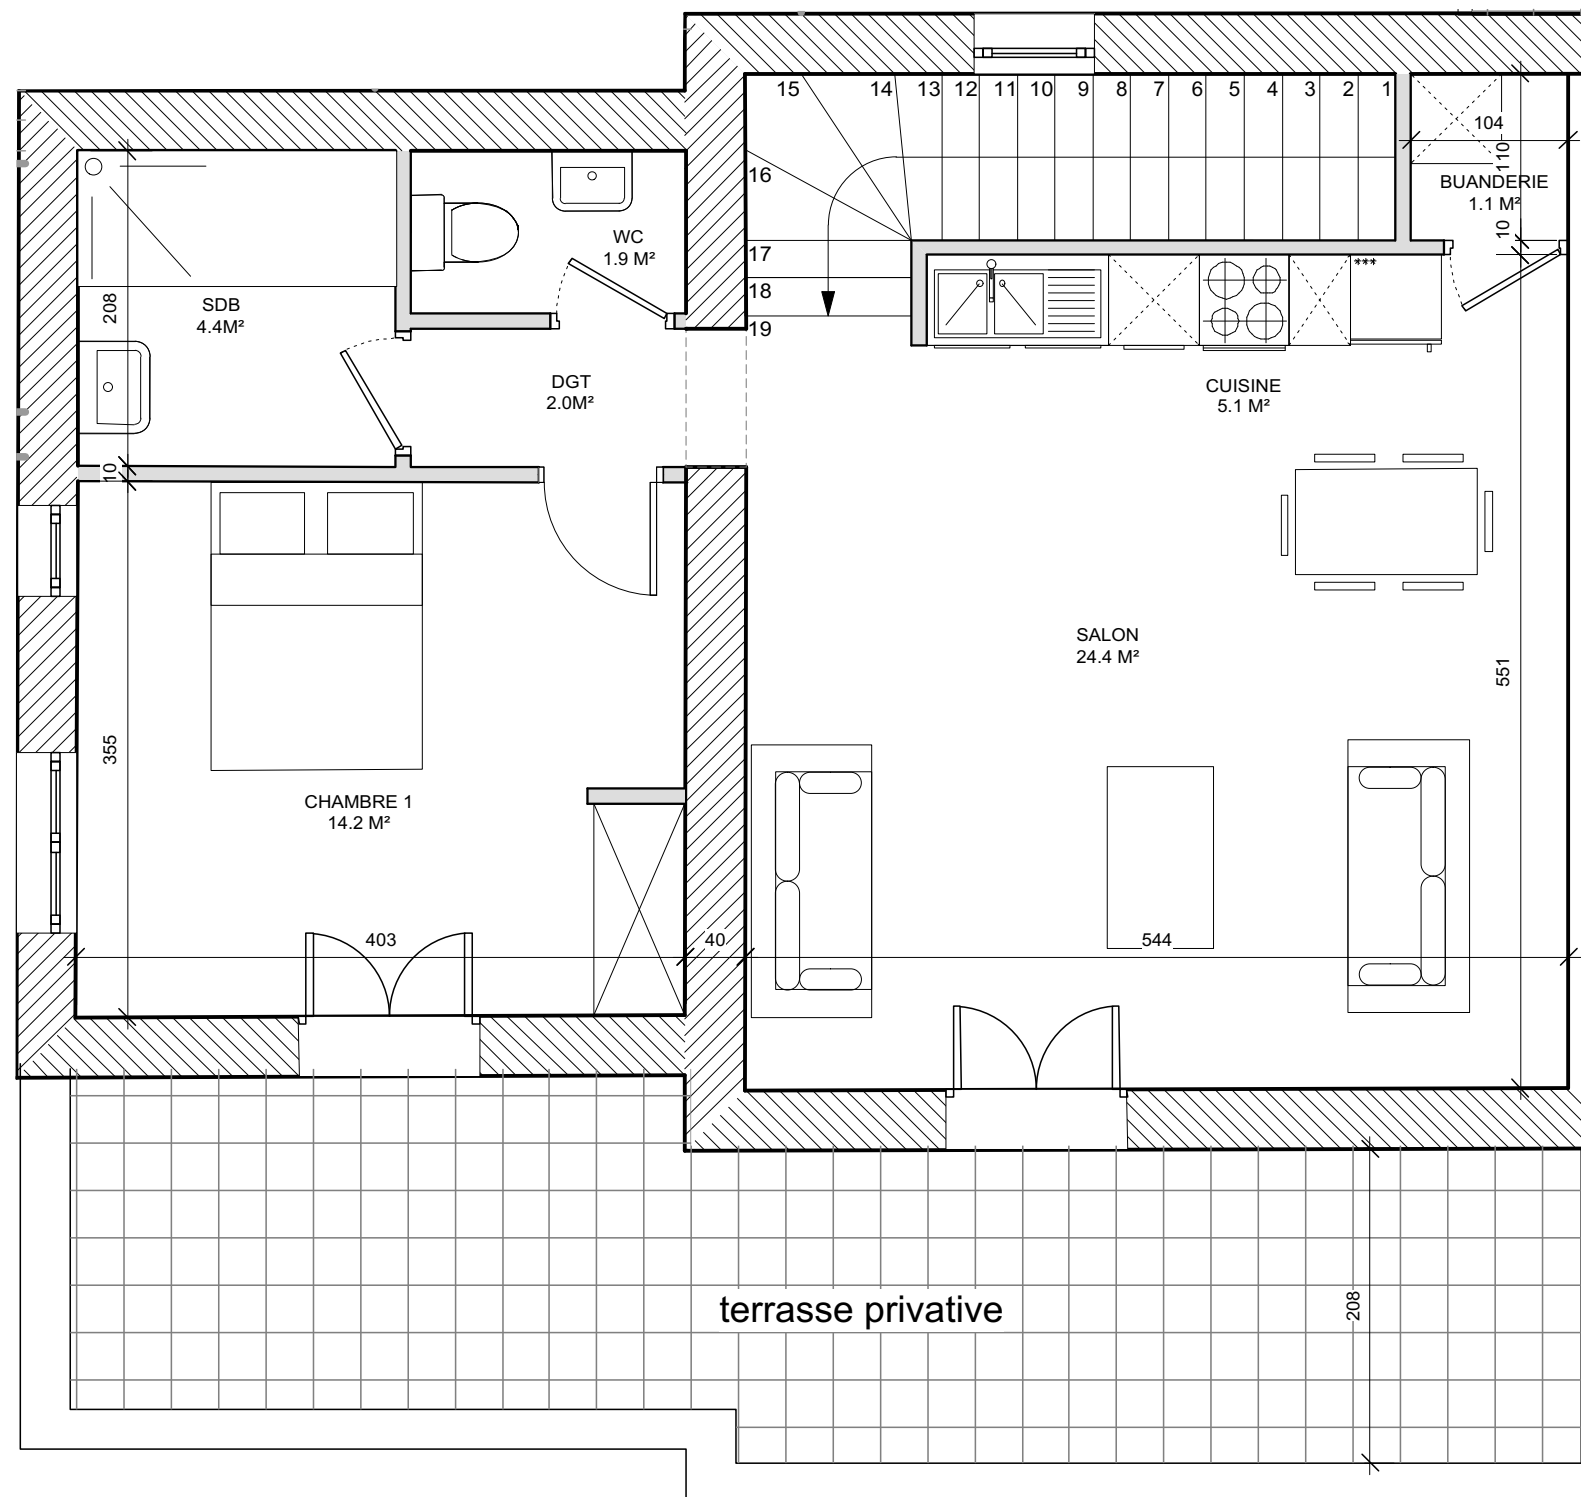 15
14
13
12
11
10
9
8
7
6
5
4
3
2
1
104
110
16
BUANDERIE
1.1 M²
WC
1.9 M²
10
17
***
18
19
208
SDB
4.4M²
DGT
2.0M²
CUISINE
5.1 M²
10
SALON
24.4 M²
551
355
CHAMBRE 1
14.2 M²
403
40
544
terrasse privative
208